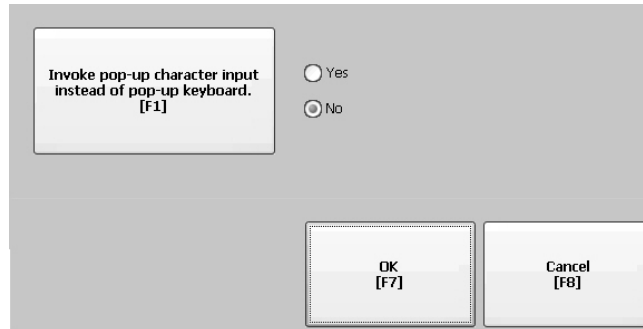 Invoke pop-up character input
instead of pop-up keyboard.
[F1]
Yes
No
OK
[F7]
Cancel
[F8]